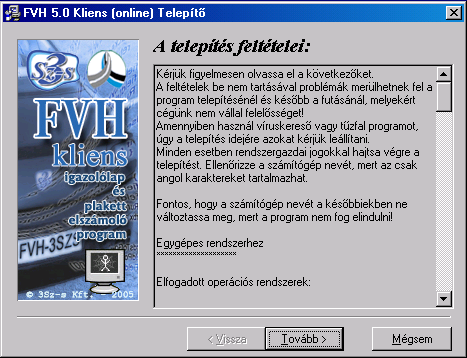 FVH 5.0 Kliens (online) Telepítő
3Sz-s
FVH
kliens
igazolólap
és
plakett
elszámoló
program
FVH-3SZS
© 3Sz-s Kft. - 2005
A telepítés feltételei:
Kérjük figyelmesen olvassa el a következőket.
A feltételek be nem tartásával problémák merülhetnek fel a
program telepítésénél és később a futásánál, melyekért
cégünk nem vállal felelősséget!
Amennyiben használ víruskereső vagy tűzfal programot,
úgy a telepítés idejére azokat kérjük leállítani.
Minden esetben rendszergazdai jogokkal hajtsa végre a
telepítést. Ellenőrizze a számítógép nevét, mert az csak
angol karaktereket tartalmazhat.
Fontos, hogy a számítógép nevét a későbbiekben ne
változtassa meg, mert a program nem fog elindulni!
Egygépes rendszerhez
********************
Elfogadott operációs rendszerek:
< Vissza
Tovább >
Mégsem